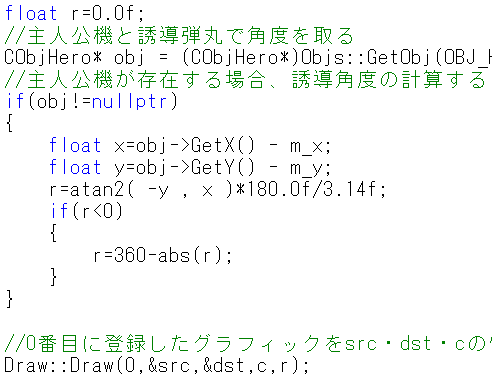 float r=0.0f;
//主人公機と誘導弾丸で角度を取る
CObjHero* obj = (CObjHero*)Objs::GetObj(OBJ_
//主人公機が存在する場合、誘導角度の計算する
if(obj!=nullptr)
{
    float x=obj->GetX() - m_x;
    float y=obj->GetY() - m_y;
    r=atan2( -y , x )*180.0f/3.14f;
    if(r<0)
    {
        r=360-abs(r);
    }
}

//0番目に登録したグラフィックをsrc・dst・cの
Draw::Draw(0,&src,&dst,c,r);